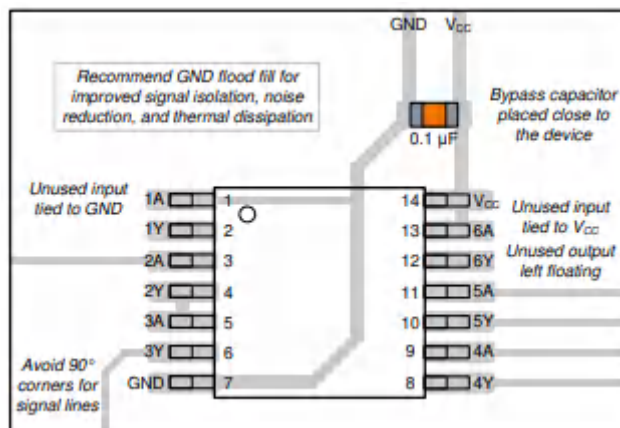 GND VCC
Recommend GND flood fill for
improved signal isolation, noise
reduction, and thermal dissipation
Bypass capacitor
placed close to
the device
0.1 µF
Unused input
tied to GND
1A 1 14 VCC
1Y 2 13 6A
2A 3 12 6Y
2Y 4 11 5A
3A 5 10 5Y
3Y 6 9 4A
GND 7 8 4Y
Unused input
tied to VCC
Unused output
left floating
Avoid 90°
corners for
signal lines